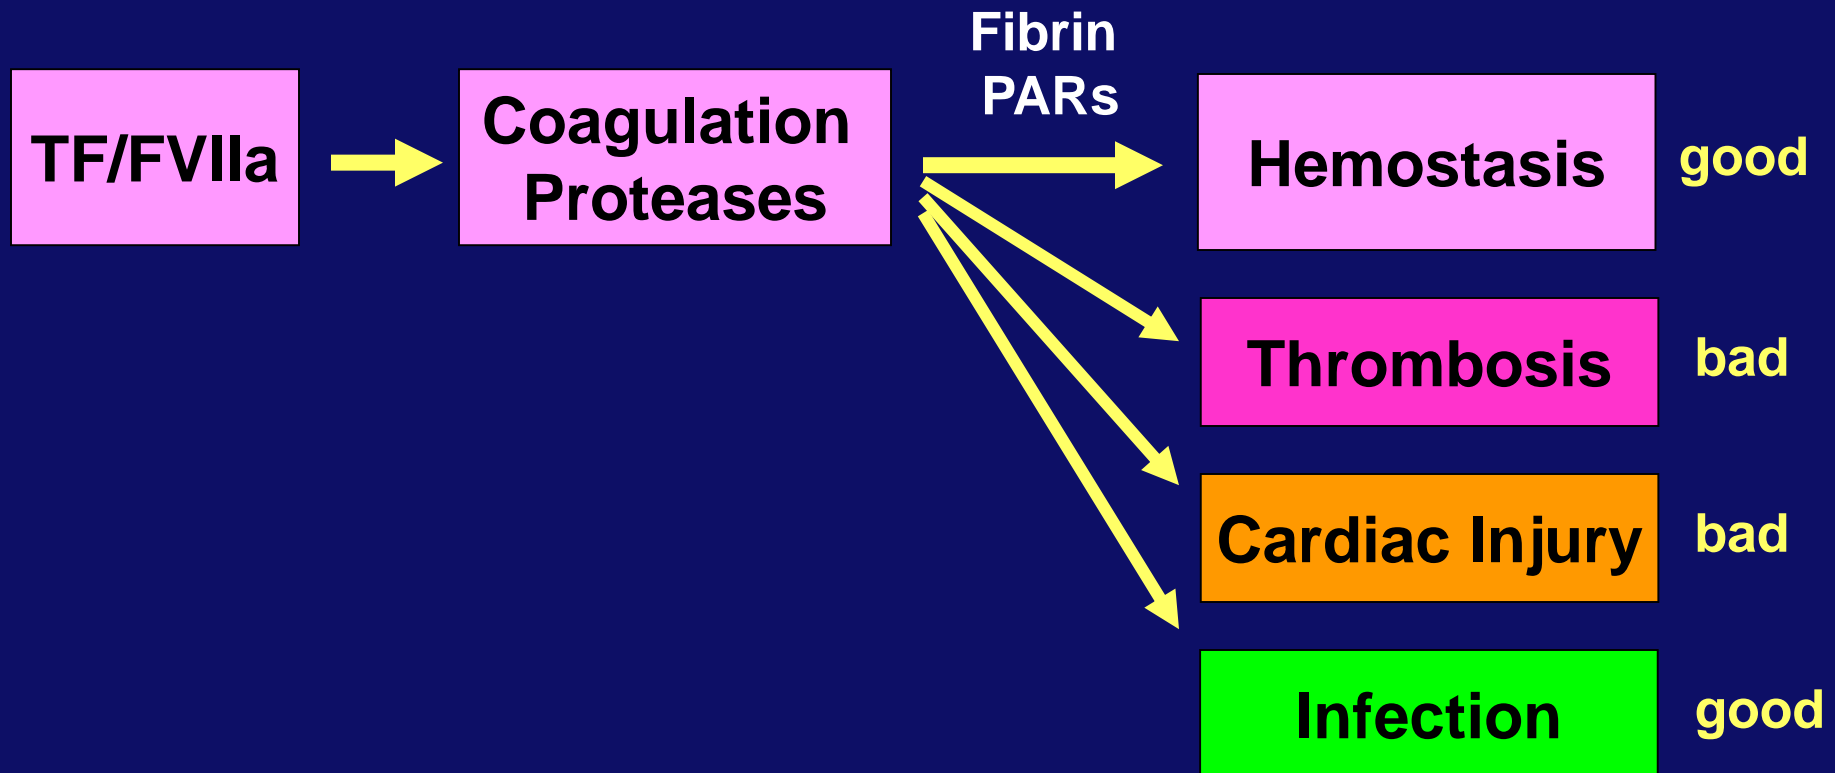 Fibrin
PARs
TF/FVIIa
Coagulation
Proteases
Hemostasis
good
Thrombosis
bad
Cardiac Injury
bad
Infection
good